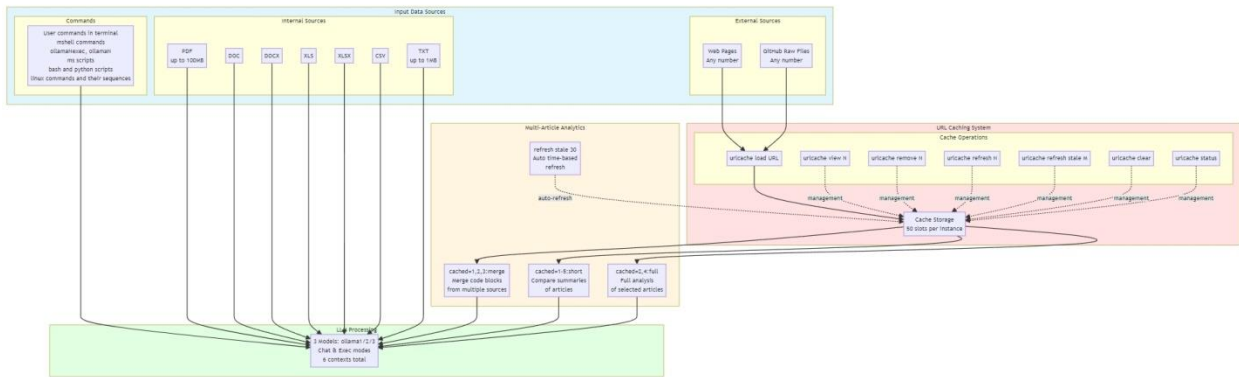 Input Data Sources
Commands
User commands in terminal
mshell commands
ollamaexec, ollaman
ms scripts
bash and python scripts
linux commands and their sequences
Internal Sources
PDF
up to 100MB
DOC
DOCX
XLS
XLSX
CSV
TXT
up to 1MB
External Sources
Web Pages
Any number
GitHub Raw Files
Any number
Multi-Article Analytics
refresh stale 30
Auto time-based
refresh
auto-refresh
URL Caching System
Cache Operations
urlcache load URL
urlcache view N
urlcache remove N
urlcache refresh N
urlcache refresh stale M
urlcache clear
urlcache status
management
management
management
management
management
management
Cache Storage
50 slots per instance
cached=1,2,3:merge
merge code blocks
from multiple sources
cached=1-5:short
Compare summaries
of articles
cached=2,4:full
Full analysis
of selected articles
LLM Processing
3 Models: ollama1/2/3
Chat & Exec modes
6 contexts total